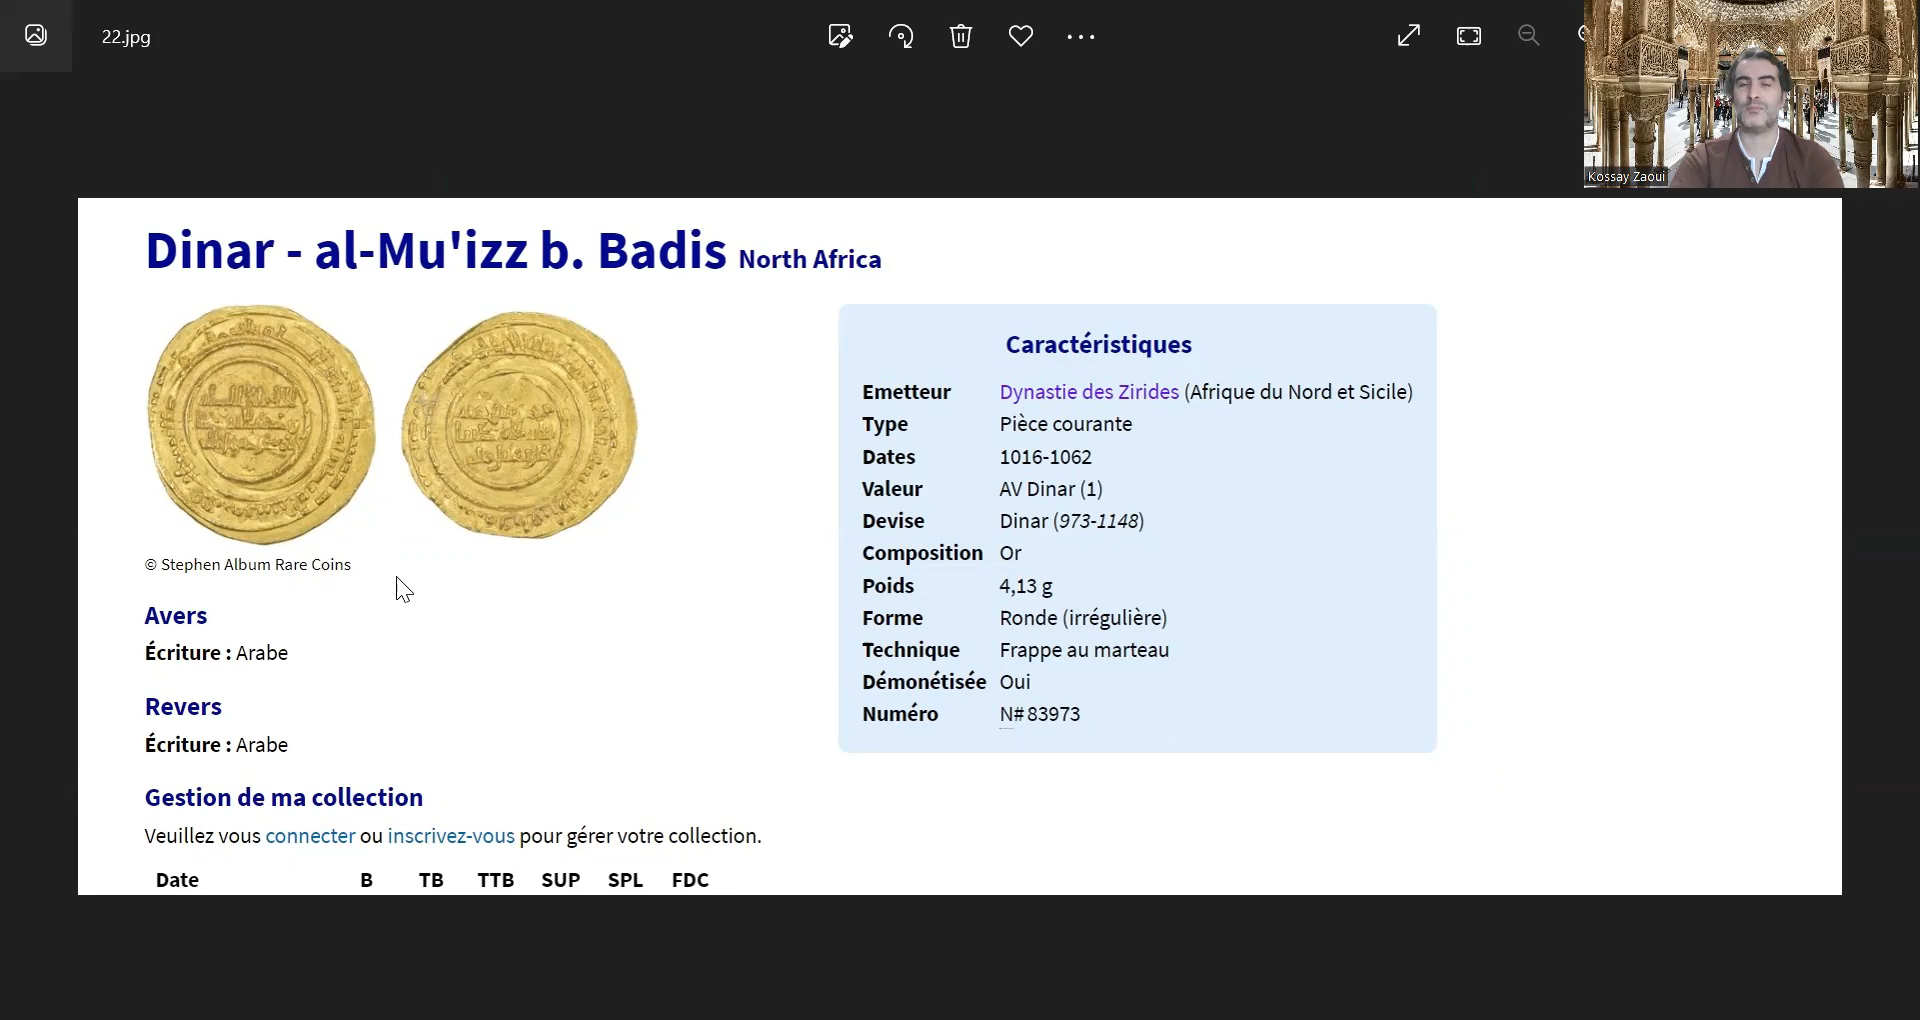 22.jpg
Kossay Zaoui
Dinar - al-Mu'izz b. Badis North Africa
© Stephen Album Rare Coins
Avers
Écriture : Arabe
Revers
Écriture : Arabe
Gestion de ma collection
Veuillez vous connecter ou inscrivez-vous pour gérer votre collection.
Date B TB TTB SUP SPL FDC
Caractéristiques
Emetteur Dynastie des Zirides (Afrique du Nord et Sicile)
Type Pièce courante
Dates 1016-1062
Valeur AV Dinar (1)
Devise Dinar (973-1148)
Composition Or
Poids 4,13 g
Forme Ronde (irrégulière)
Technique Frappe au marteau
Démonétisée Oui
Numéro N# 83973